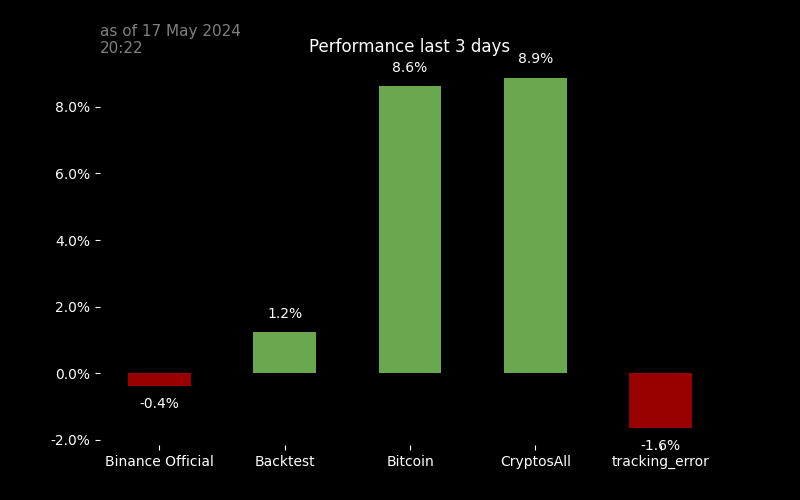 as of 17 May 2024
20:22
Performance last 3 days
8.6%
8.9%
8.0%
6.0%
4.0%
2.0%
1.2%
0.0%
-0.4%
-2.0%
-1.6%
Binance Official
Backtest
Bitcoin
CryptosAll
tracking_error